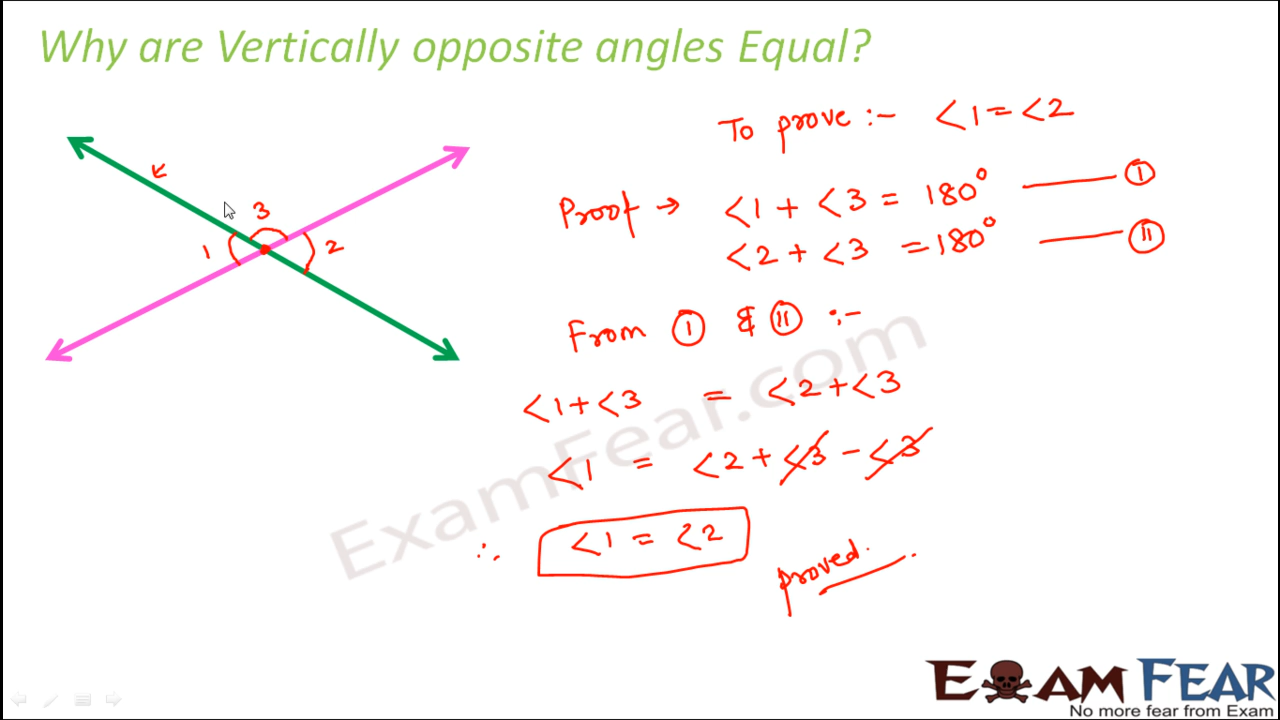 Why are Vertically opposite angles Equal?
To prove :- <1 = <2
Proof → <1 + <3 = 180° —— Ⓘ
<2 + <3 = 180° —— Ⓘⓘ
From Ⓘ & Ⓘⓘ :-
<1 + <3 = <2 + <3
<1 = <2 + <3 - <3
∴ <1 = <2
proved.
3
1
2
ExamFear.com
EXAM FEAR
No more fear from Exam